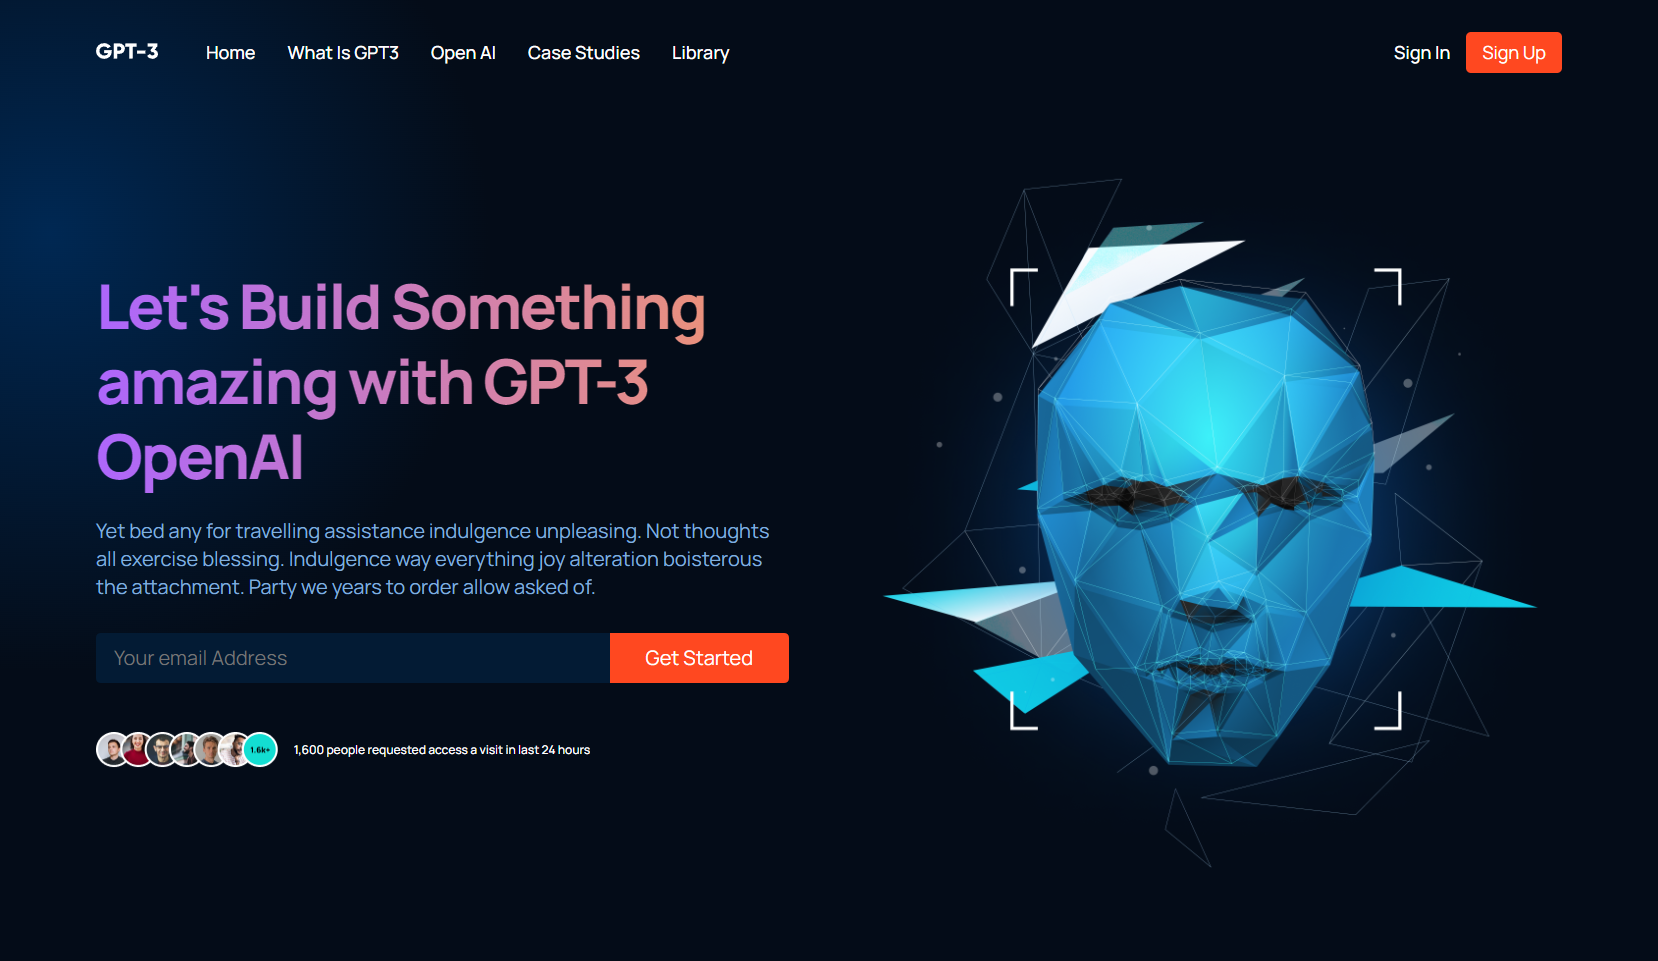 GPT-3 Home What Is GPT3 Open AI Case Studies Library Sign In Sign Up
Let's Build Something
amazing with GPT-3
OpenAI
Yet bed any for travelling assistance indulgence unpleasing. Not thoughts
all exercise blessing. Indulgence way everything joy alteration boisterous
the attachment. Party we years to order allow asked of.
Your email Address Get Started
1.6k+ 1,600 people requested access a visit in last 24 hours